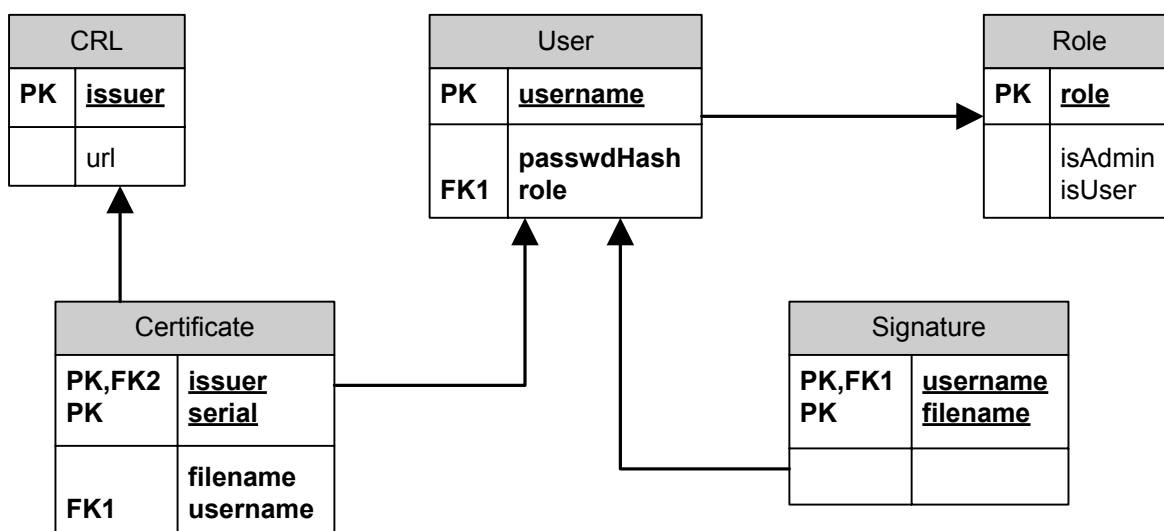 CRL
PK issuer
url
User
PK username
passwdHash
FK1 role
Role
PK role
isAdmin
isUser
Certificate
PK,FK2 issuer
PK serial
filename
FK1 username
Signature
PK,FK1 username
PK filename